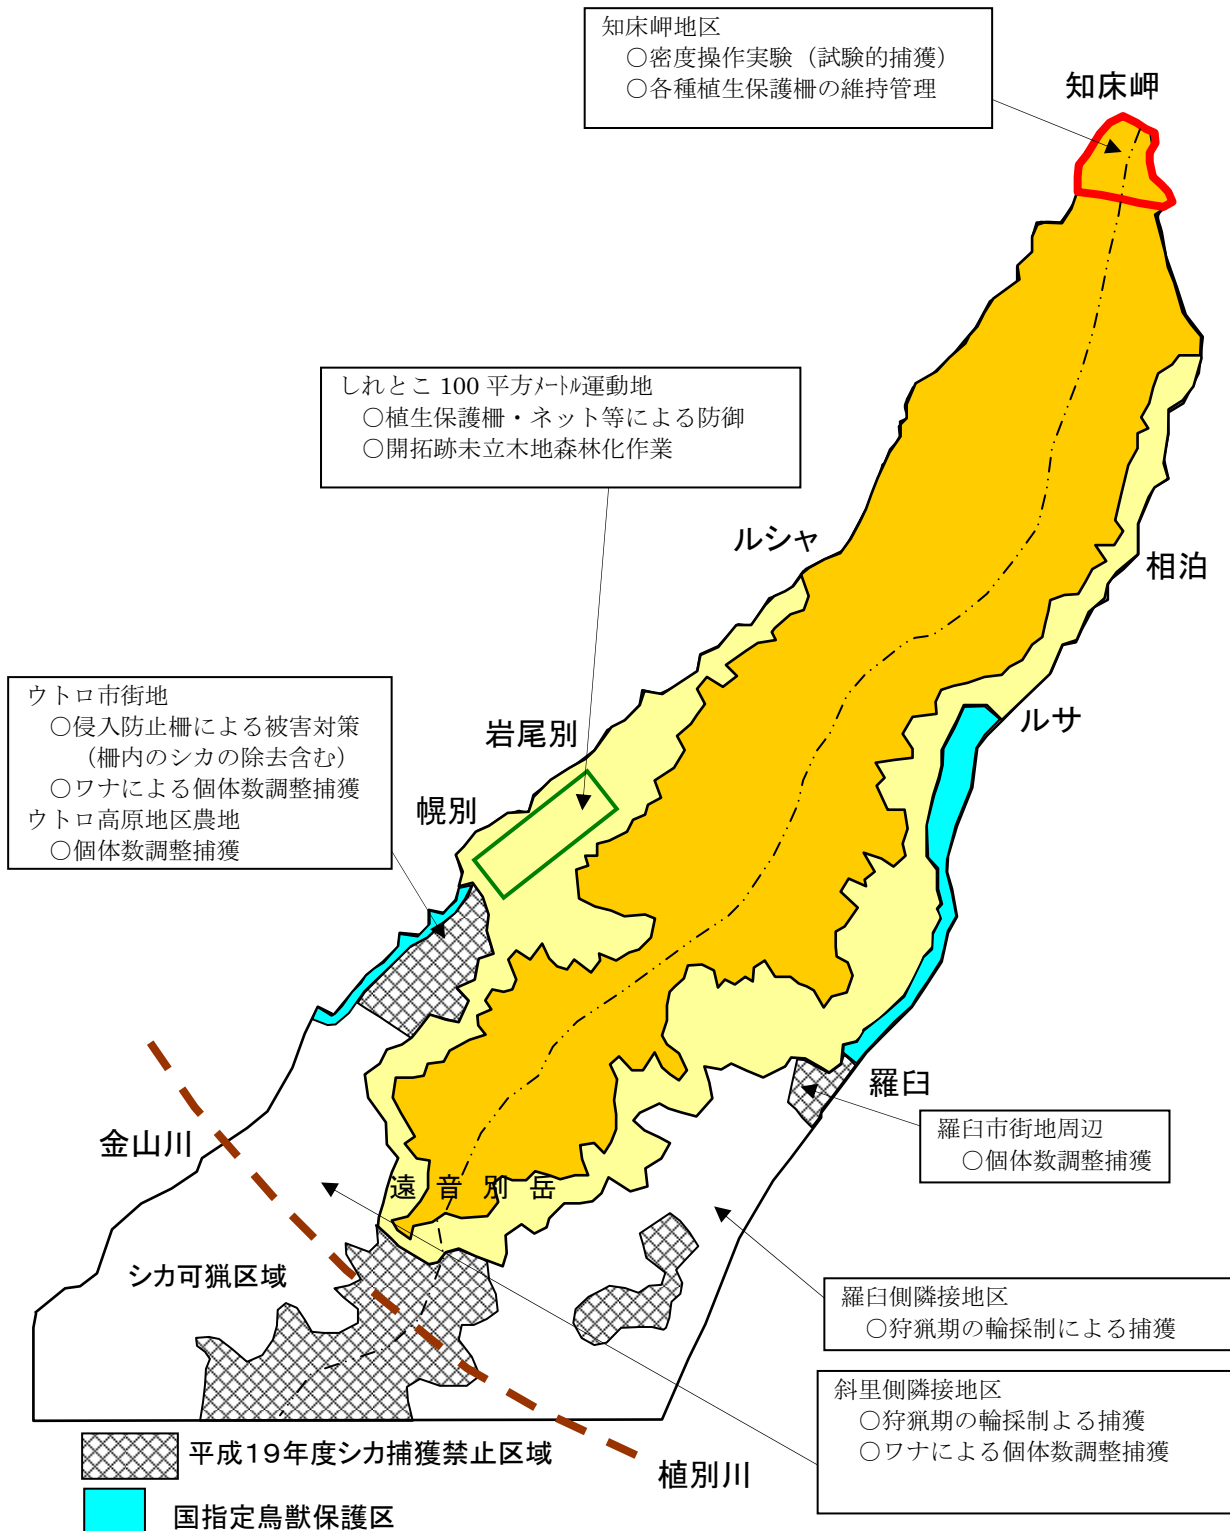 知床岬地区
○密度操作実験（試験的捕獲）
○各種植生保護柵の維持管理
知床岬
しれとこ 100 平方メートル運動地
○植生保護柵・ネット等による防御
○開拓跡未立木地森林化作業
ルシャ
相泊
ウトロ市街地
○侵入防止柵による被害対策
（柵内のシカの除去含む）
○ワナによる個体数調整捕獲
ウトロ高原地区農地
○個体数調整捕獲
岩尾別
ルサ
幌別
羅臼
金山川
羅臼市街地周辺
○個体数調整捕獲
遠音別岳
シカ可猟区域
羅臼側隣接地区
○狩猟期の輪採制による捕獲
斜里側隣接地区
○狩猟期の輪採制よる捕獲
○ワナによる個体数調整捕獲
平成19年度シカ捕獲禁止区域
植別川
国指定鳥獣保護区